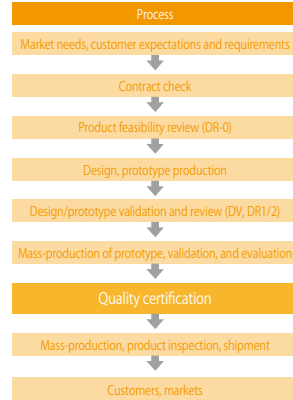 Process
Market needs, customer expectations and requirements
Contract check
Product feasibility review (DR-0)
Design, prototype production
Design/prototype validation and review (DV, DR1/2)
Mass-production of prototype, validation, and evaluation
Quality certification
Mass-production, product inspection, shipment
Customers, markets